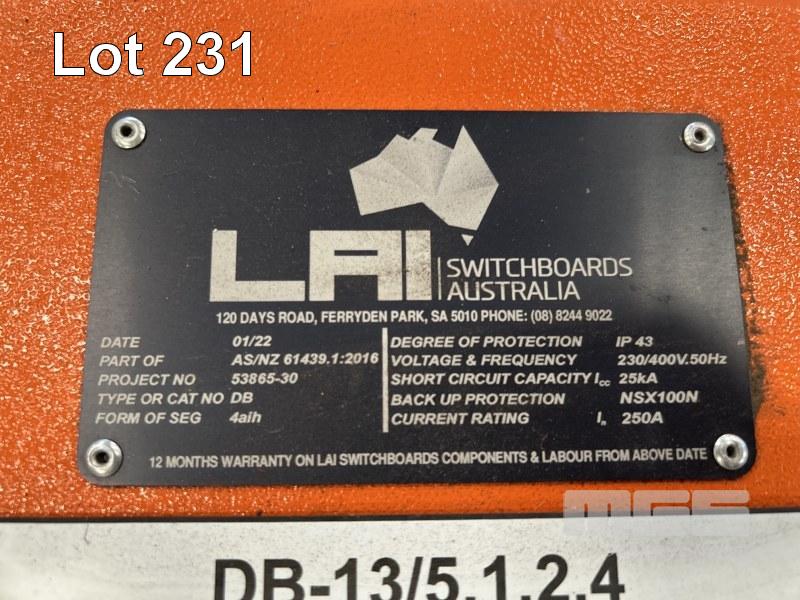 Lot 231
LAI
SWITCHBOARDS
AUSTRALIA
120 DAYS ROAD, FERRYDEN PARK, SA 5010 PHONE: (08) 8244 9022
DATE 01/22 DEGREE OF PROTECTION IP 43
PART OF AS/NZ 61439.1:2016 VOLTAGE & FREQUENCY 230/400V.50Hz
PROJECT NO 53865-30 SHORT CIRCUIT CAPACITY Icc 25kA
TYPE OR CAT NO DB BACK UP PROTECTION NSX100N
FORM OF SEG 4aih CURRENT RATING In 250A
12 MONTHS WARRANTY ON LAI SWITCHBOARDS COMPONENTS & LABOUR FROM ABOVE DATE
MGS
DB-13/5.1.2.4